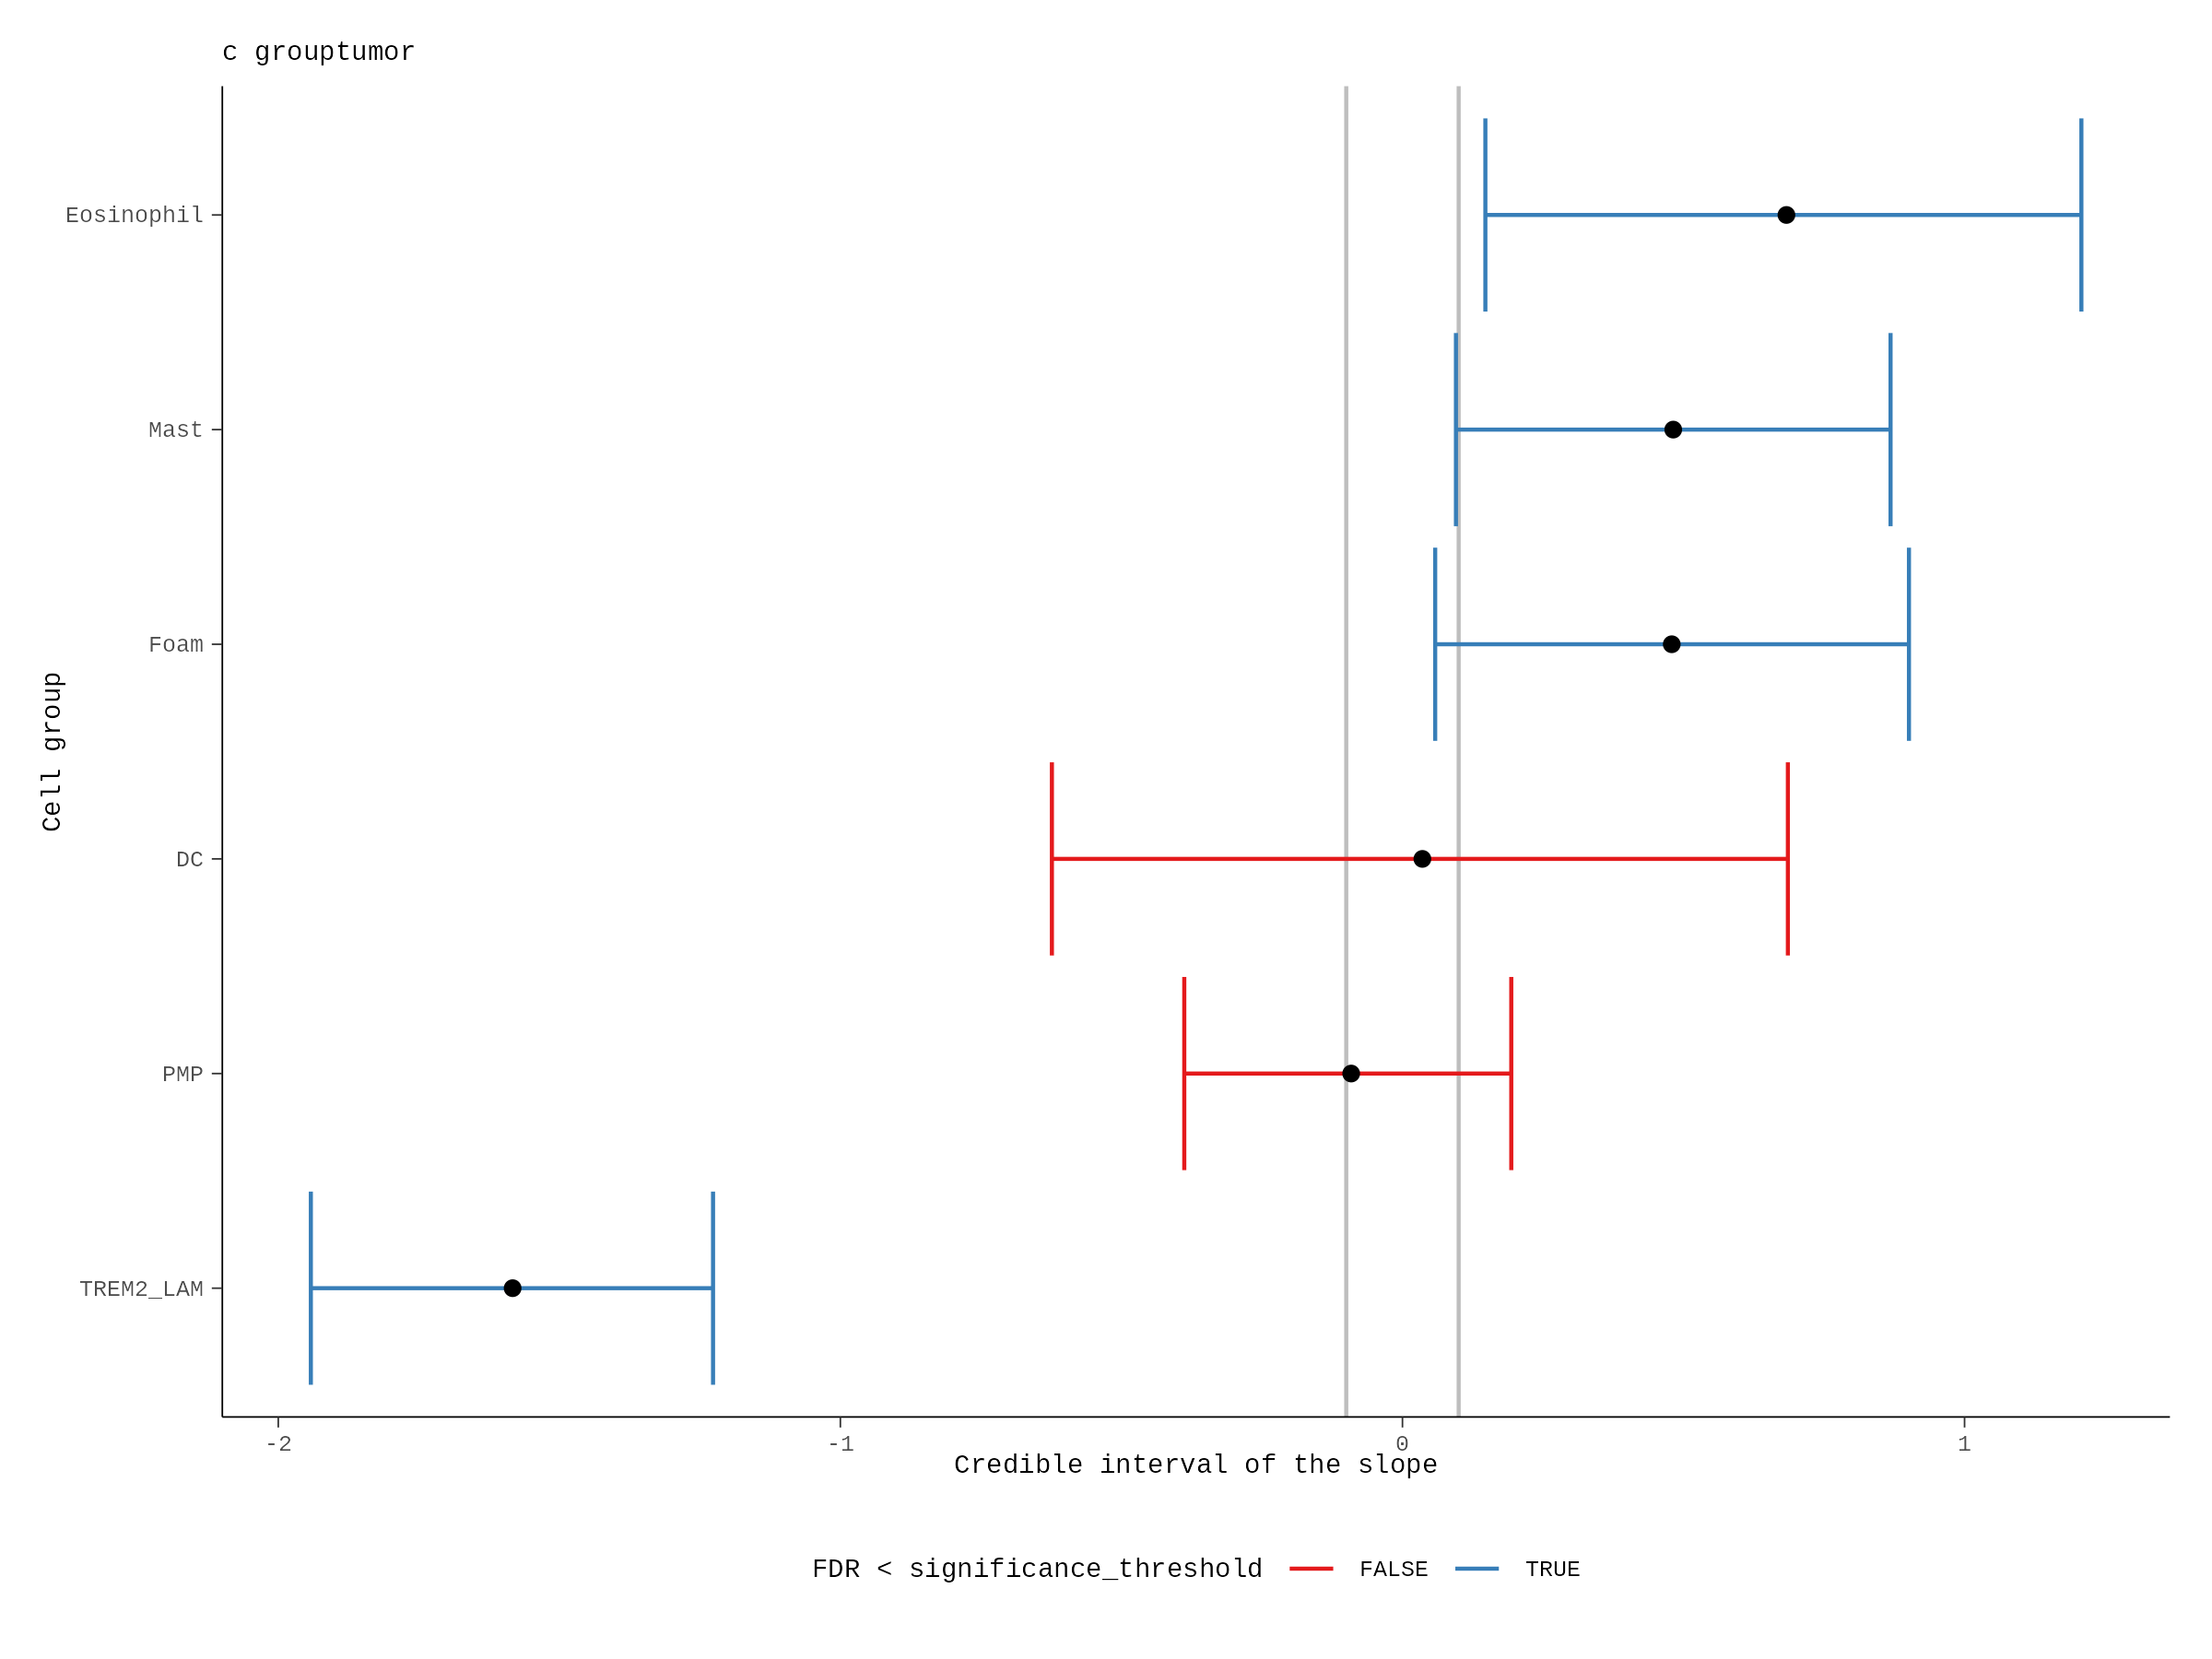 c grouptumor
Eosinophil
Mast
Foam
DC
PMP
TREM2_LAM
Cell group
-2 -1 0 1
Credible interval of the slope
FDR < significance_threshold FALSE TRUE